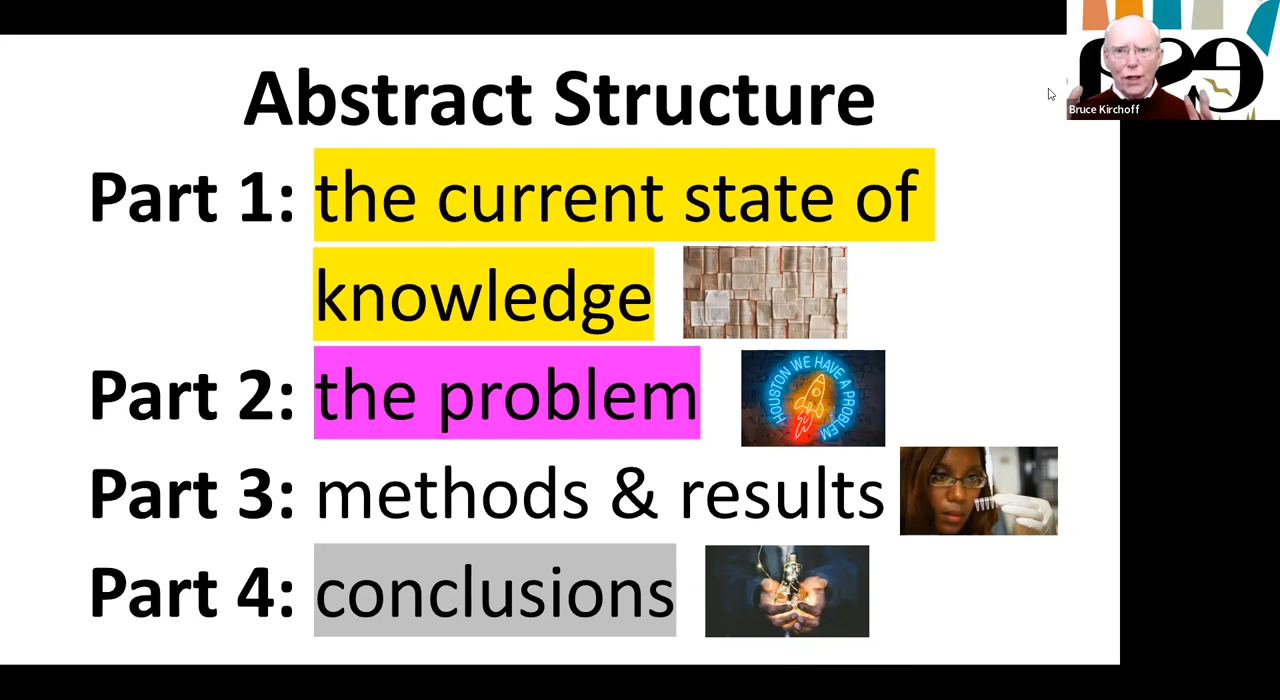 Abstract Structure
Part 1: the current state of
knowledge
Part 2: the problem
HOUSTON WE HAVE A PROBLEM
Part 3: methods & results
Part 4: conclusions
Bruce Kirchoff